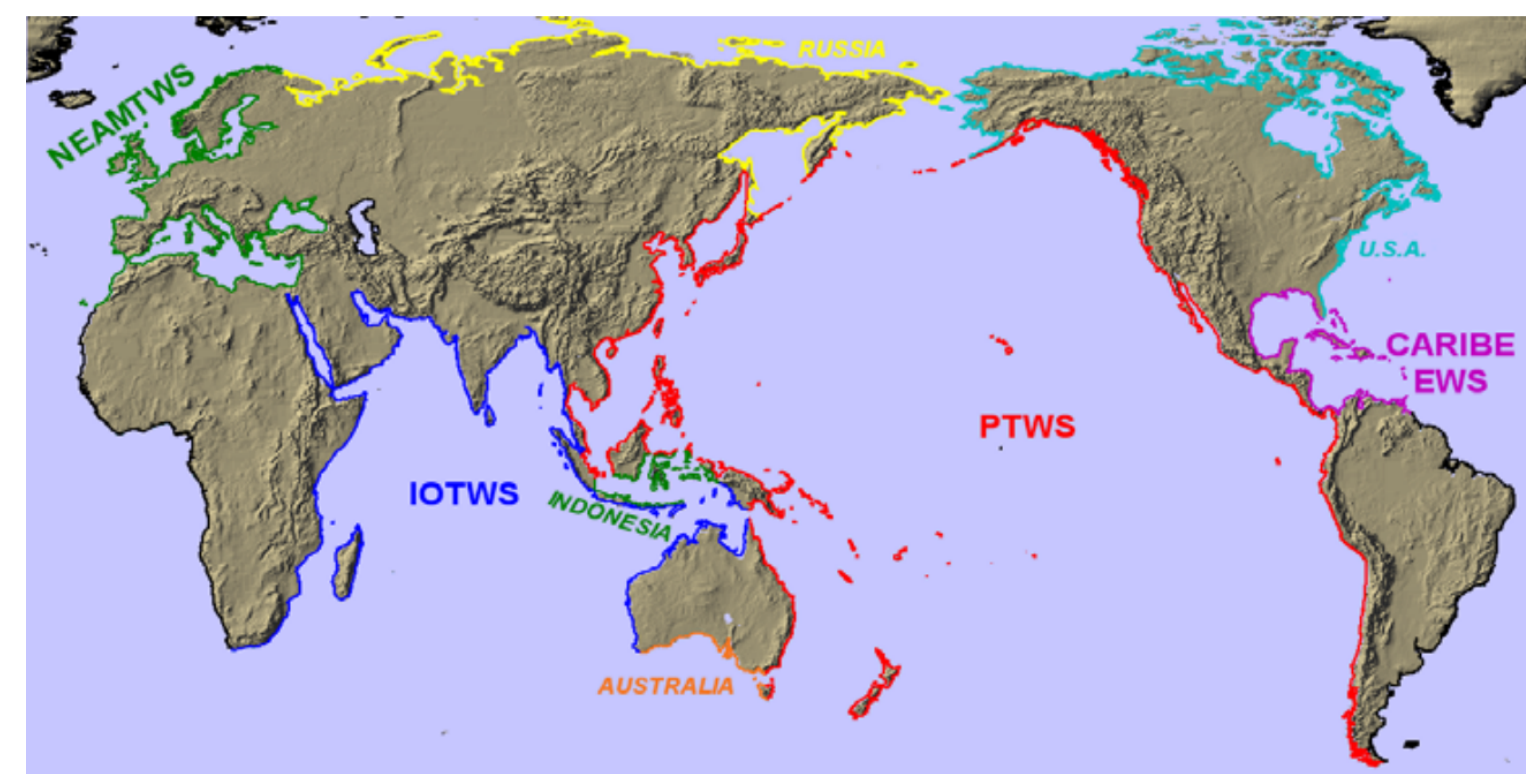 RUSSIA
NEAMTWS
U.S.A.
CARIBE
EWS
PTWS
IOTWS
INDONESIA
AUSTRALIA